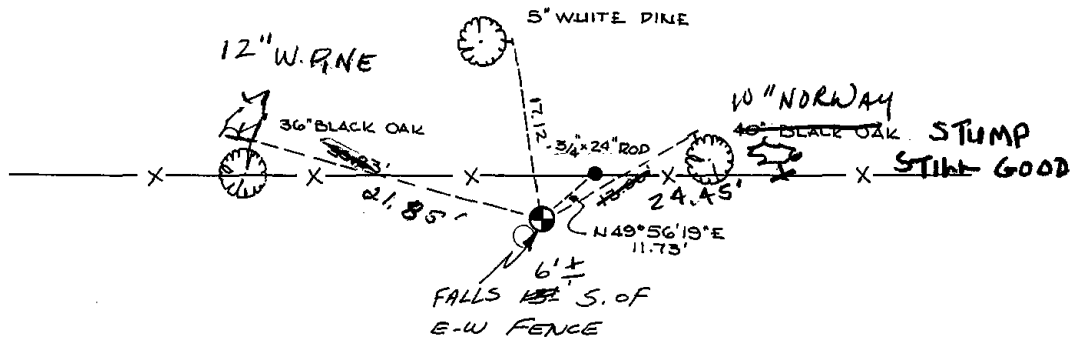 5" WHITE PINE
12" W. PINE
10" NORWAY
36" BLACK OAK
17.12
3/4"x24" ROD
40" BLACK OAK
STUMP
STILL GOOD
21.85'
24.45'
N49°56'19"E
11.73'
6' ±
FALLS S. OF
E-W FENCE